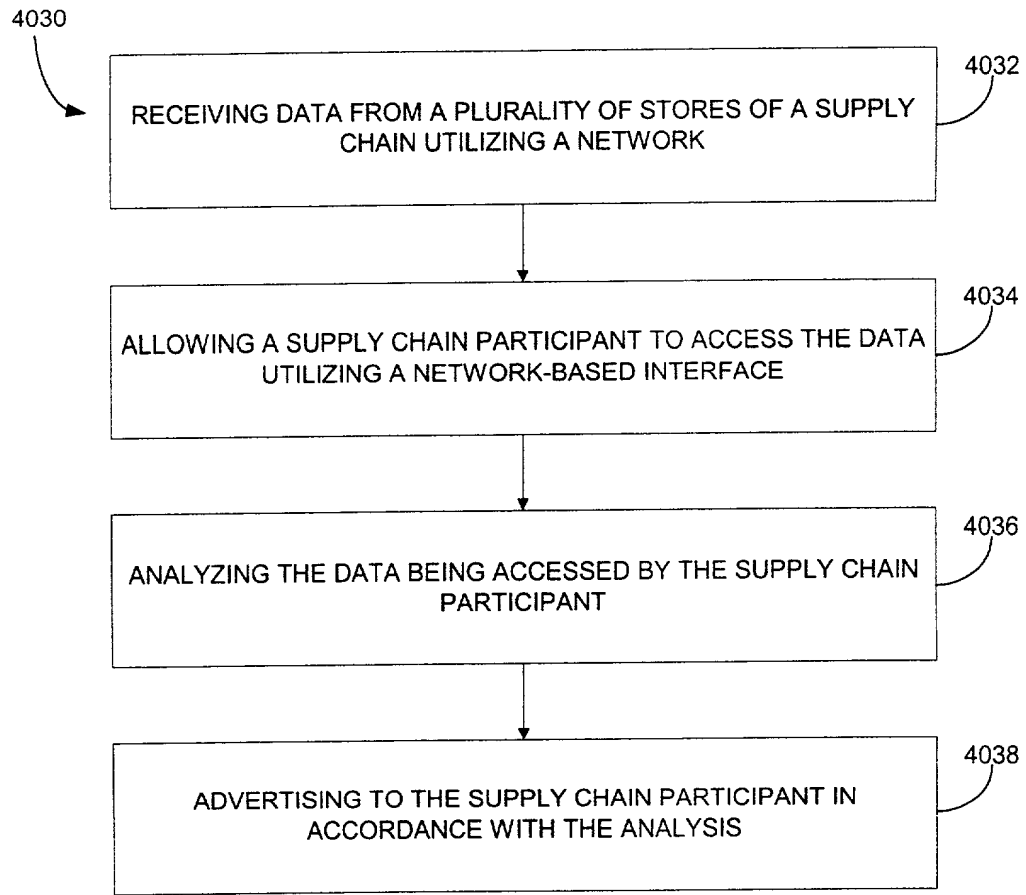 4030
4032
RECEIVING DATA FROM A PLURALITY OF STORES OF A SUPPLY
CHAIN UTILIZING A NETWORK
4034
ALLOWING A SUPPLY CHAIN PARTICIPANT TO ACCESS THE DATA
UTILIZING A NETWORK-BASED INTERFACE
4036
ANALYZING THE DATA BEING ACCESSED BY THE SUPPLY CHAIN
PARTICIPANT
4038
ADVERTISING TO THE SUPPLY CHAIN PARTICIPANT IN
ACCORDANCE WITH THE ANALYSIS